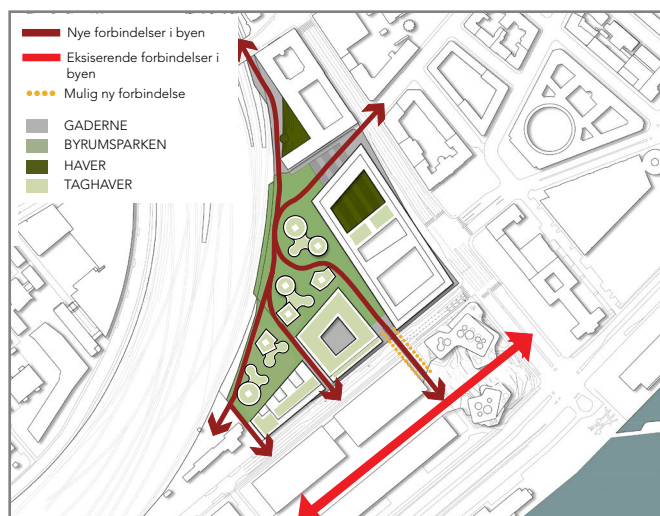 Nye forbindelser i byen
Eksiserende forbindelser i
byen
Mulig ny forbindelse
GADERNE
BYRUMSPARKEN
HAVER
TAGHAVER